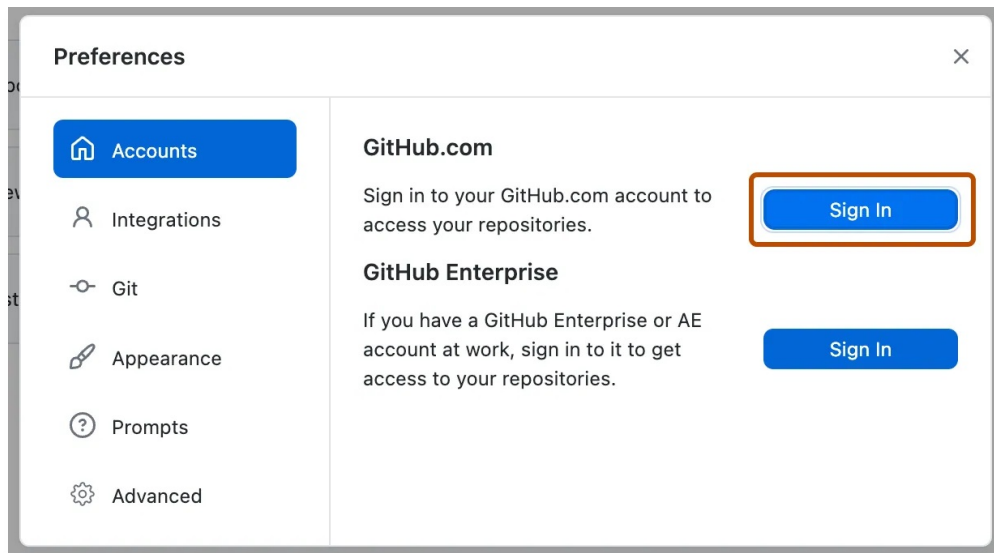 Preferences
Accounts
Integrations
Git
Appearance
Prompts
Advanced
GitHub.com
Sign in to your GitHub.com account to
access your repositories.
Sign In
GitHub Enterprise
If you have a GitHub Enterprise or AE
account at work, sign in to it to get
access to your repositories.
Sign In